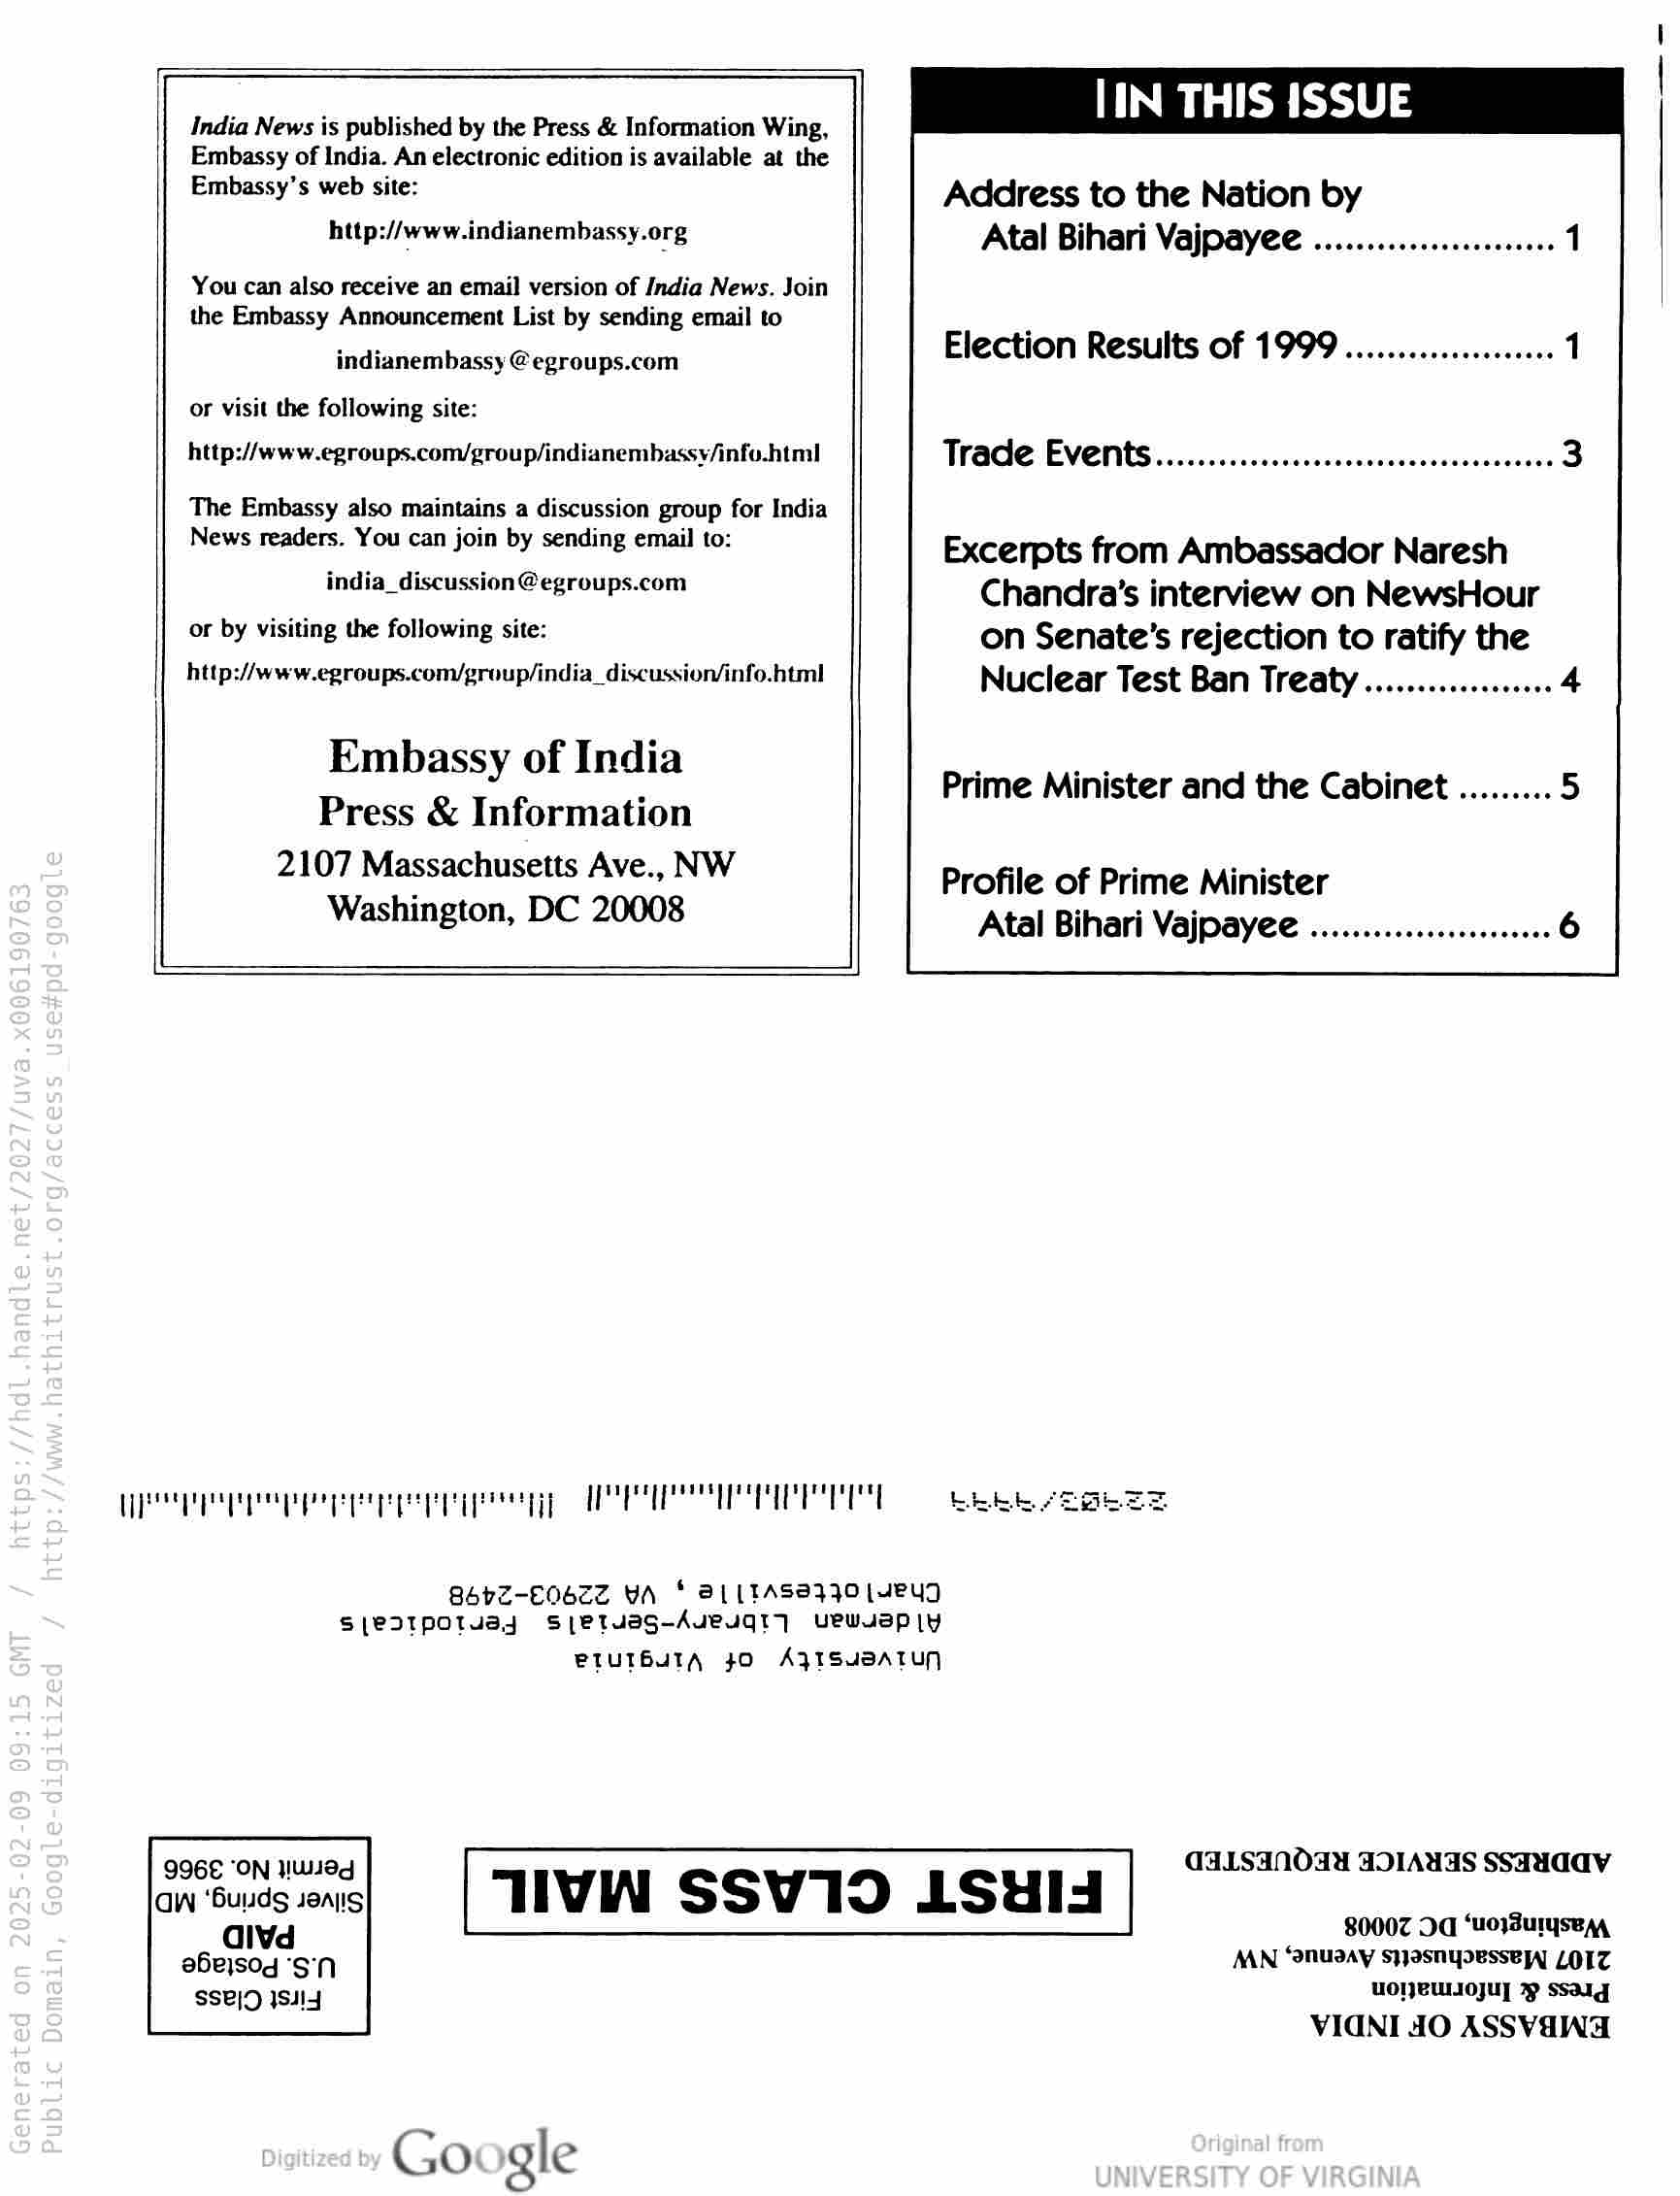 India News is published by the Press & Information Wing,
Embassy of India. An electronic edition is available at the
Embassy's web site:
http://www.indianembassy.org
You can also receive an email version of India News. Join
the Embassy Announcement List by sending email to
indianembassy@egroups.com
or visit the following site:
http://www.egroups.com/group/indianembassy/info.html
The Embassy also maintains a discussion group for India
News readers. You can join by sending email to:
india_discussion@egroups.com
or by visiting the following site:
http://www.egroups.com/group/india_discussion/info.html
Embassy of India
Press & Information
2107 Massachusetts Ave., NW
Washington, DC 20008
IN THIS ISSUE
Address to the Nation by
Atal Bihari Vajpayee ....................... 1
Election Results of 1999 .................... 1
Trade Events ...................................... 3
Excerpts from Ambassador Naresh
Chandra's interview on NewsHour
on Senate's rejection to ratify the
Nuclear Test Ban Treaty .................. 4
Prime Minister and the Cabinet ......... 5
Profile of Prime Minister
Atal Bihari Vajpayee ....................... 6
EMBASSY OF INDIA
Press & Information
2107 Massachusetts Avenue, NW
Washington, DC 20008
ADDRESS SERVICE REQUESTED
FIRST CLASS MAIL
First Class
U.S. Postage
PAID
Silver Spring, MD
Permit No. 3966
University of Virginia
Alderman Library-Serials Periodicals
Charlottesville, VA 22903-2498
22903/9999
Generated on 2025-02-09 09:15 GMT / https://hdl.handle.net/2027/uva.x006190763
Public Domain, Google-digitized / http://www.hathitrust.org/access_use#pd-google
Digitized by Google
Original from
UNIVERSITY OF VIRGINIA